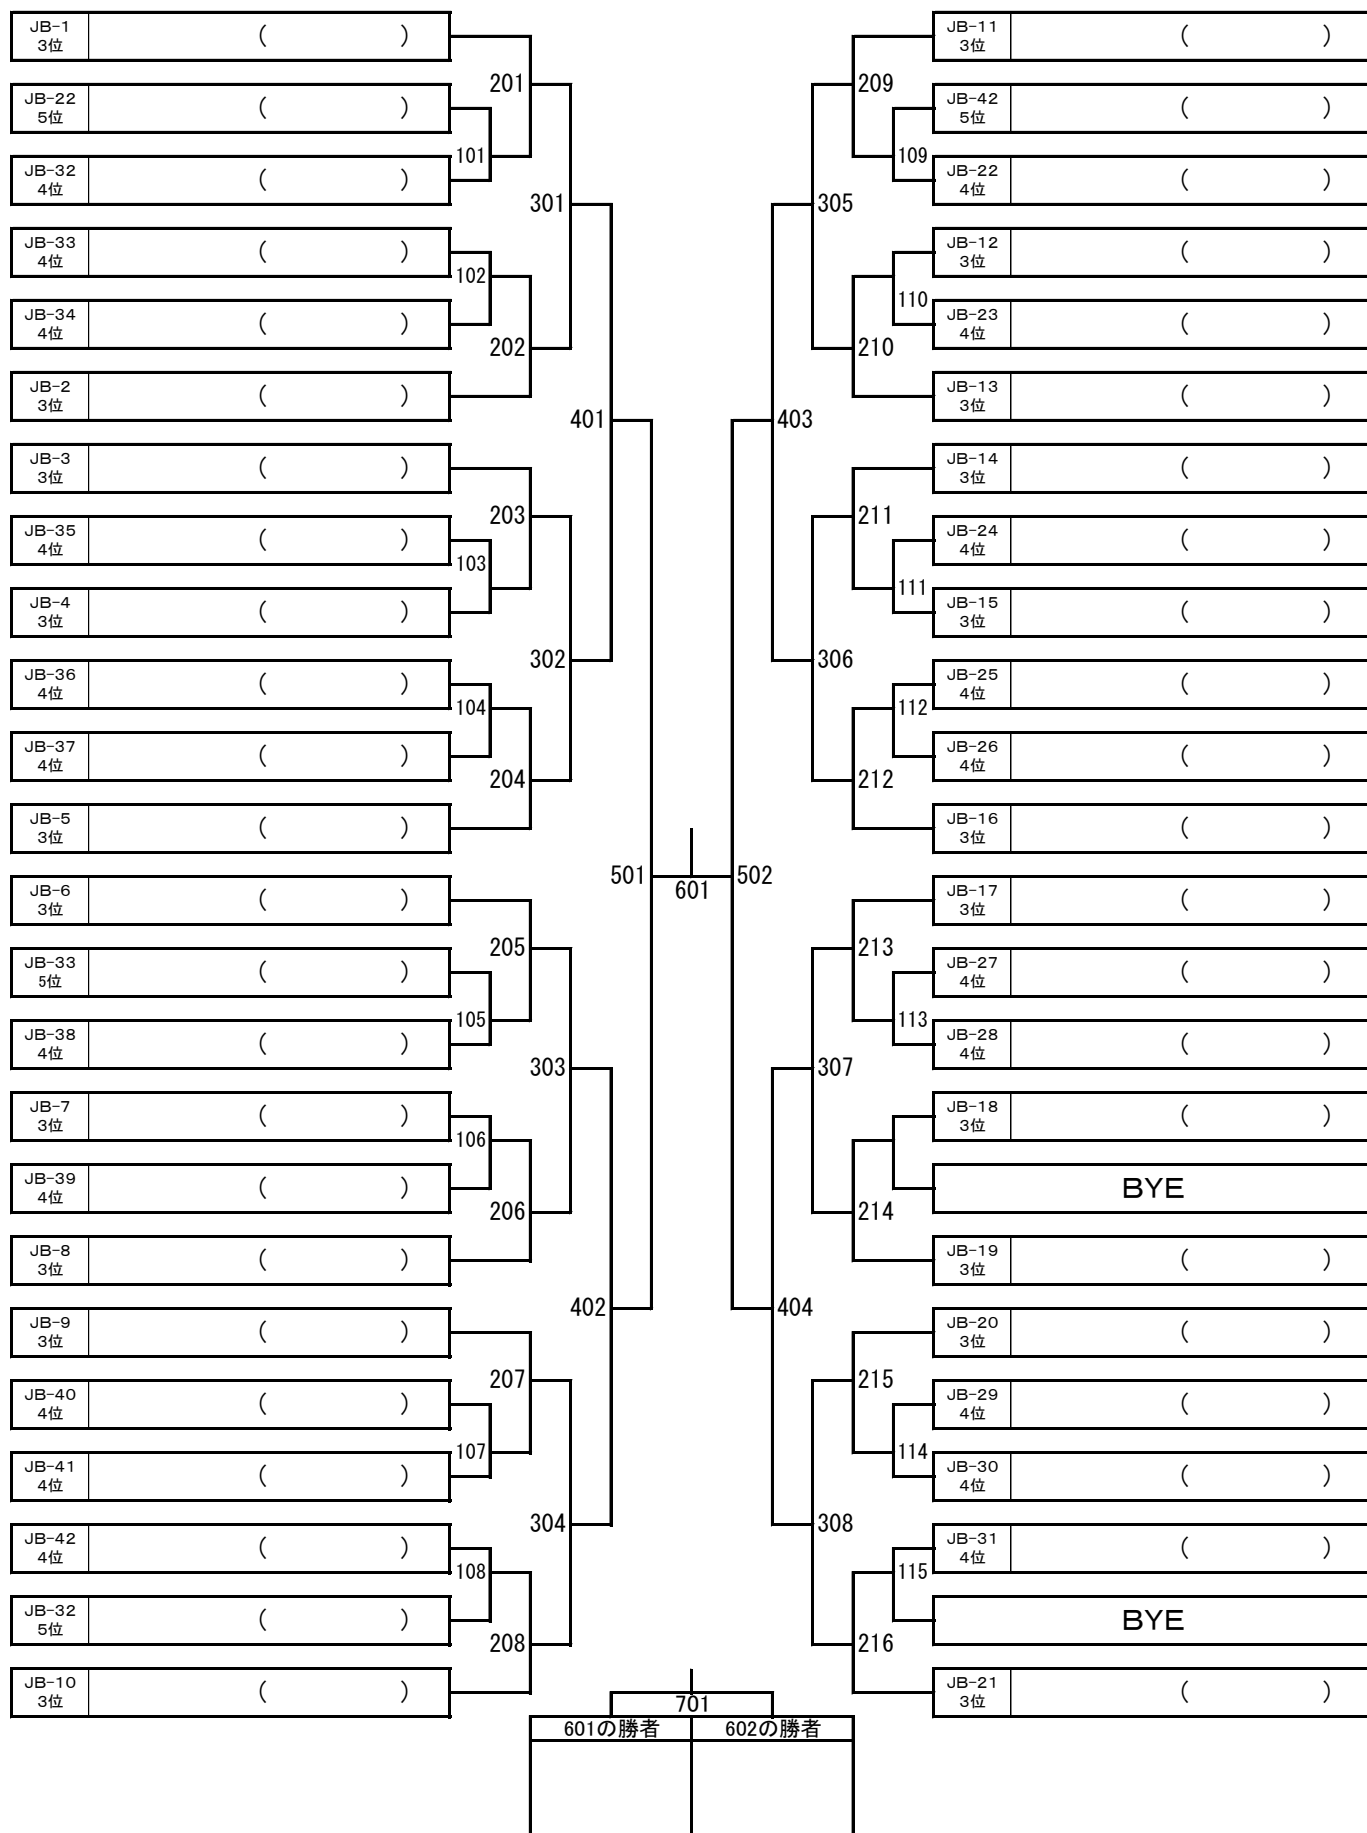 JB-1
3位
( )
JB-22
5位
( )
JB-32
4位
( )
JB-33
4位
( )
JB-34
4位
( )
JB-2
3位
( )
JB-3
3位
( )
JB-35
4位
( )
JB-4
3位
( )
JB-36
4位
( )
JB-37
4位
( )
JB-5
3位
( )
JB-6
3位
( )
JB-33
5位
( )
JB-38
4位
( )
JB-7
3位
( )
JB-39
4位
( )
JB-8
3位
( )
JB-9
3位
( )
JB-40
4位
( )
JB-41
4位
( )
JB-42
4位
( )
JB-32
5位
( )
JB-10
3位
( )
101
102
103
104
105
106
107
108
201
202
203
204
205
206
207
208
301
302
303
304
401
402
501
601
502
403
404
305
306
307
308
209
210
211
212
213
214
215
216
109
110
111
112
113
114
115
JB-11
3位
( )
JB-42
5位
( )
JB-22
4位
( )
JB-12
3位
( )
JB-23
4位
( )
JB-13
3位
( )
JB-14
3位
( )
JB-24
4位
( )
JB-15
3位
( )
JB-25
4位
( )
JB-26
4位
( )
JB-16
3位
( )
JB-17
3位
( )
JB-27
4位
( )
JB-28
4位
( )
JB-18
3位
( )
BYE
JB-19
3位
( )
JB-20
3位
( )
JB-29
4位
( )
JB-30
4位
( )
JB-31
4位
( )
BYE
JB-21
3位
( )
701
601の勝者
602の勝者